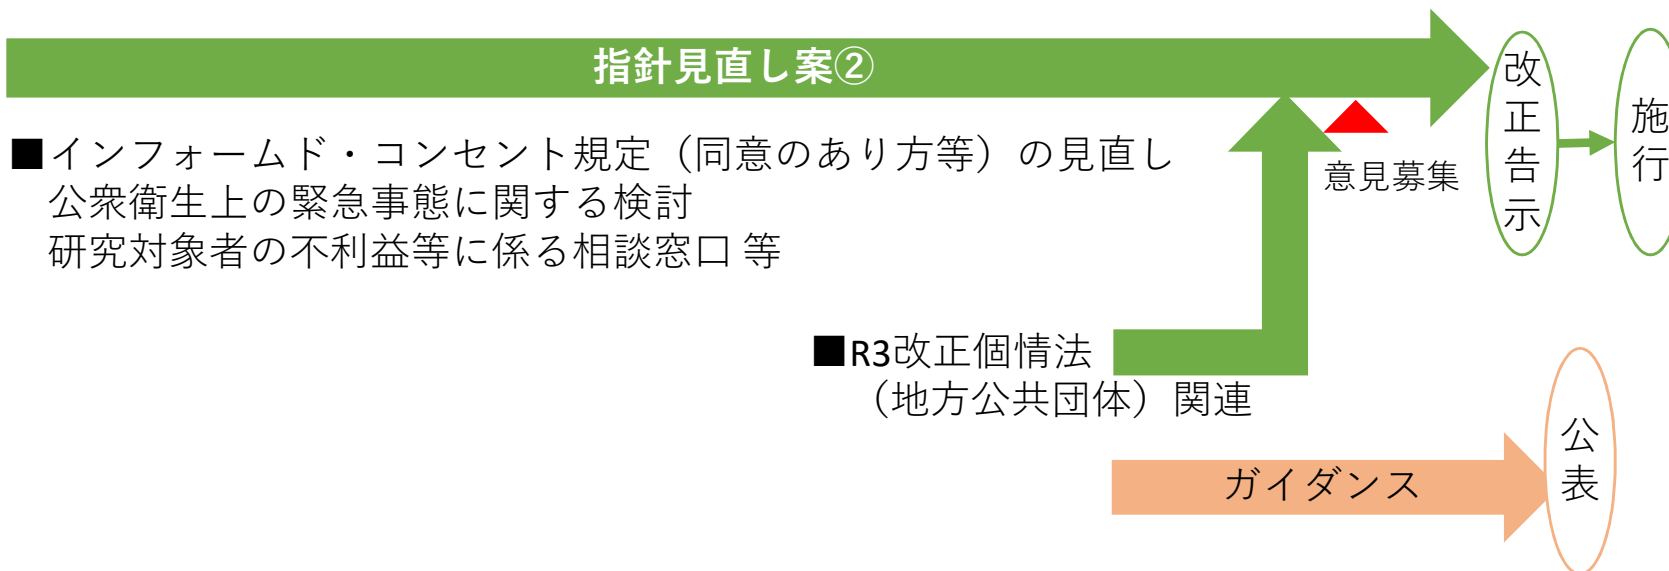 指針見直し案②
■インフォームド・コンセント規定（同意のあり方等）の見直し
公衆衛生上の緊急事態に関する検討
研究対象者の不利益等に係る相談窓口 等
意見募集
改正告示
施行
■R3改正個情法
（地方公共団体）関連
ガイダンス
公表